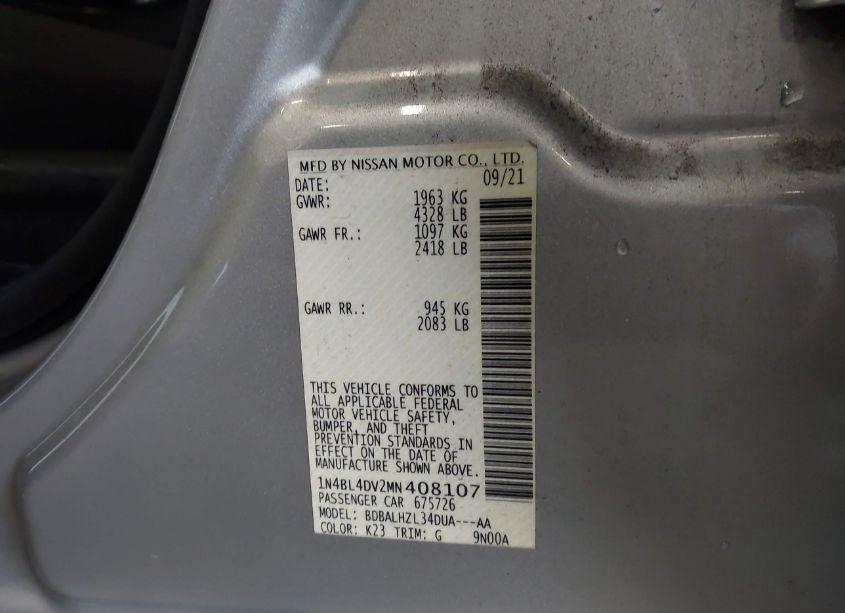 MFD BY NISSAN MOTOR CO., LTD.
DATE: 09/21
GVWR: 1963 KG
4328 LB
GAWR FR.: 1097 KG
2418 LB
GAWR RR.: 945 KG
2083 LB
THIS VEHICLE CONFORMS TO
ALL APPLICABLE FEDERAL
MOTOR VEHICLE SAFETY,
BUMPER, AND THEFT
PREVENTION STANDARDS IN
EFFECT ON THE DATE OF
MANUFACTURE SHOWN ABOVE.
1N4BL4DV2MN408107
PASSENGER CAR 675726
MODEL: BDBALHZL34DUA---AA
COLOR: K23 TRIM: G 9N00A